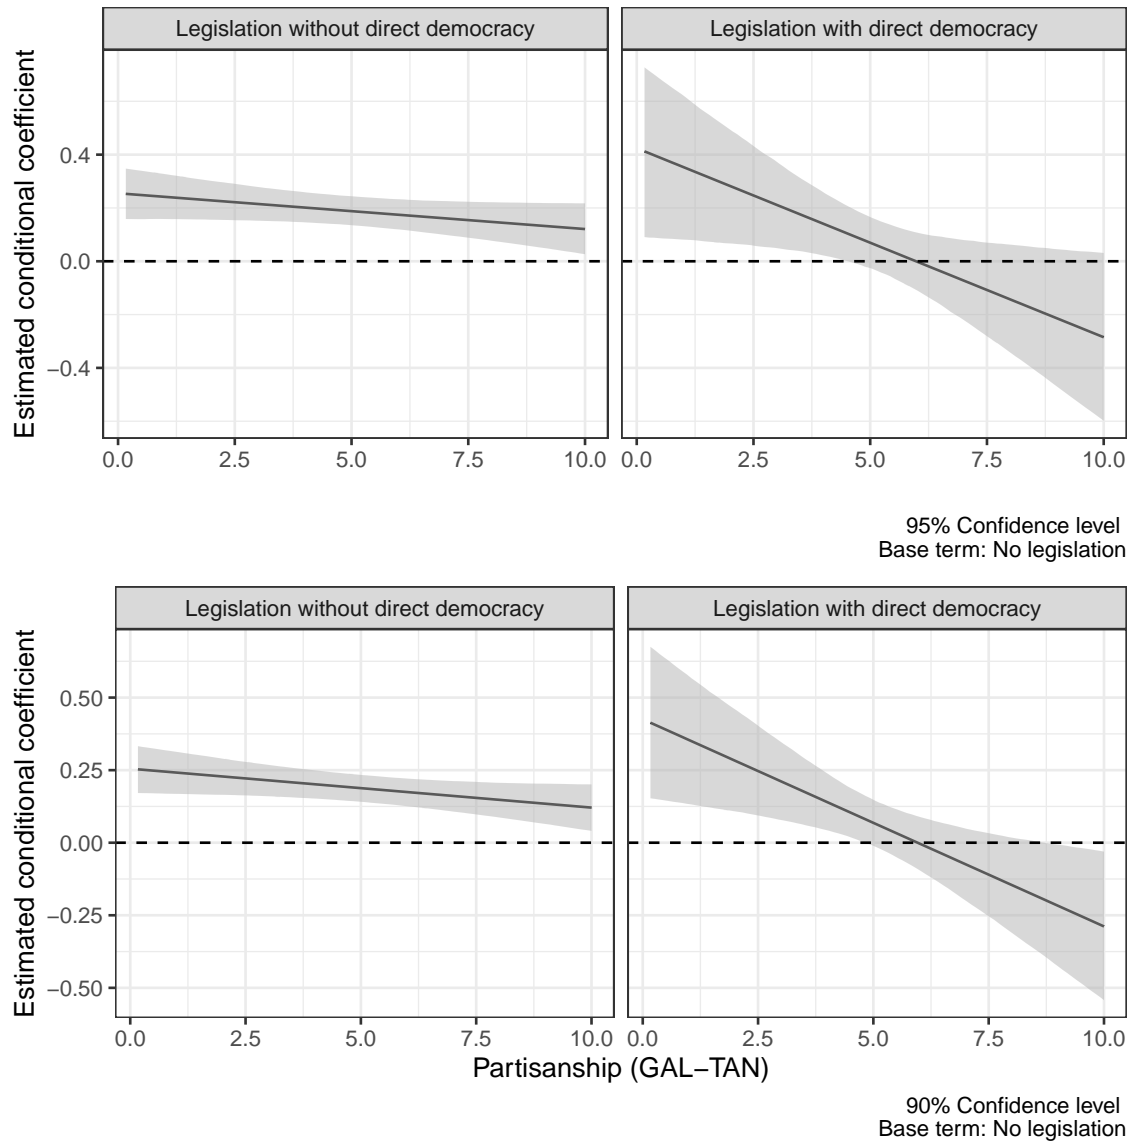 Legislation without direct democracy
Legislation with direct democracy
Estimated conditional coefficient
0.4
0.0
−0.4
0.0 2.5 5.0 7.5 10.0
0.0 2.5 5.0 7.5 10.0
95% Confidence level
Base term: No legislation
Legislation without direct democracy
Legislation with direct democracy
Estimated conditional coefficient
0.50
0.25
0.00
−0.25
−0.50
0.0 2.5 5.0 7.5 10.0
0.0 2.5 5.0 7.5 10.0
Partisanship (GAL−TAN)
90% Confidence level
Base term: No legislation